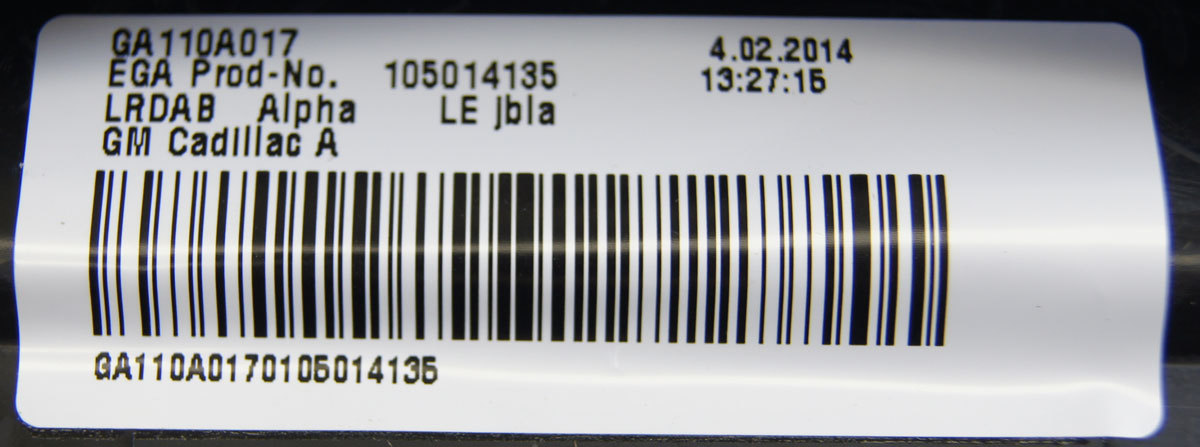 GA110A017 4.02.2014
EGA Prod-No. 105014135 13:27:15
LRDAB Alpha LE jbla
GM Cadillac A
GA110A0170105014135